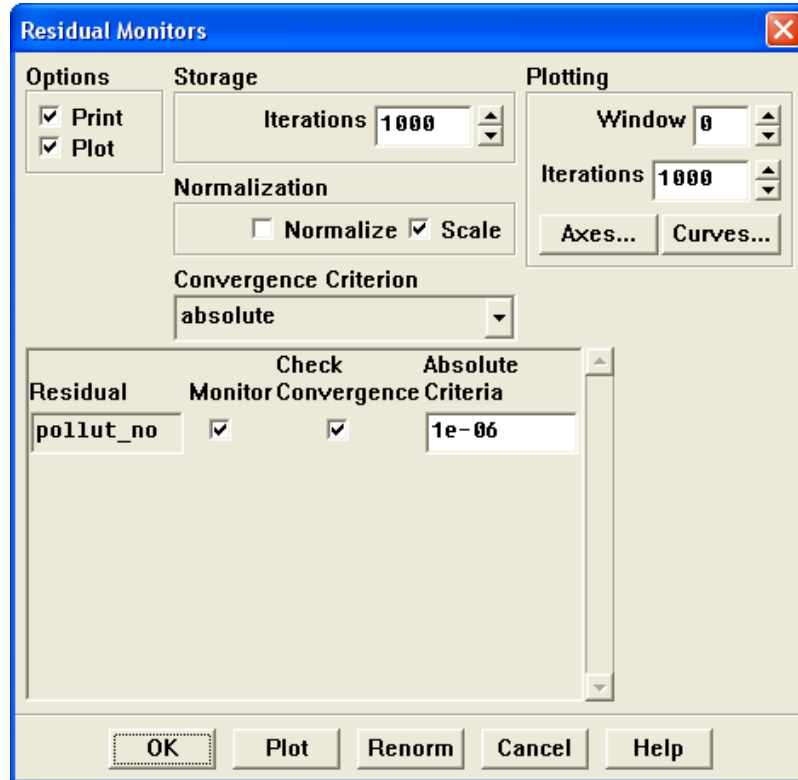 Residual Monitors
Options
Print
Plot
Storage
Iterations 1000
Normalization
Normalize Scale
Convergence Criterion
absolute
Plotting
Window 0
Iterations 1000
Axes... Curves...
Residual Monitor Check Convergence Absolute Criteria
pollut_no 1e-06
OK Plot Renorm Cancel Help